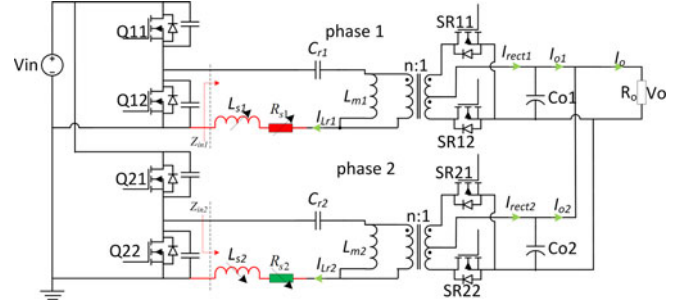 Q11
SR11
phase 1
Cr1
n:1
Irect1
Io1
Io
Vin
Lm1
Co1
Ro
Vo
Q12
Ls1
Rs1
Zin1
ILr1
SR12
Q21
phase 2
SR21
Cr2
n:1
Irect2
Io2
Zin2
Lm2
Co2
Q22
Ls2
Rs2
ILr2
SR22